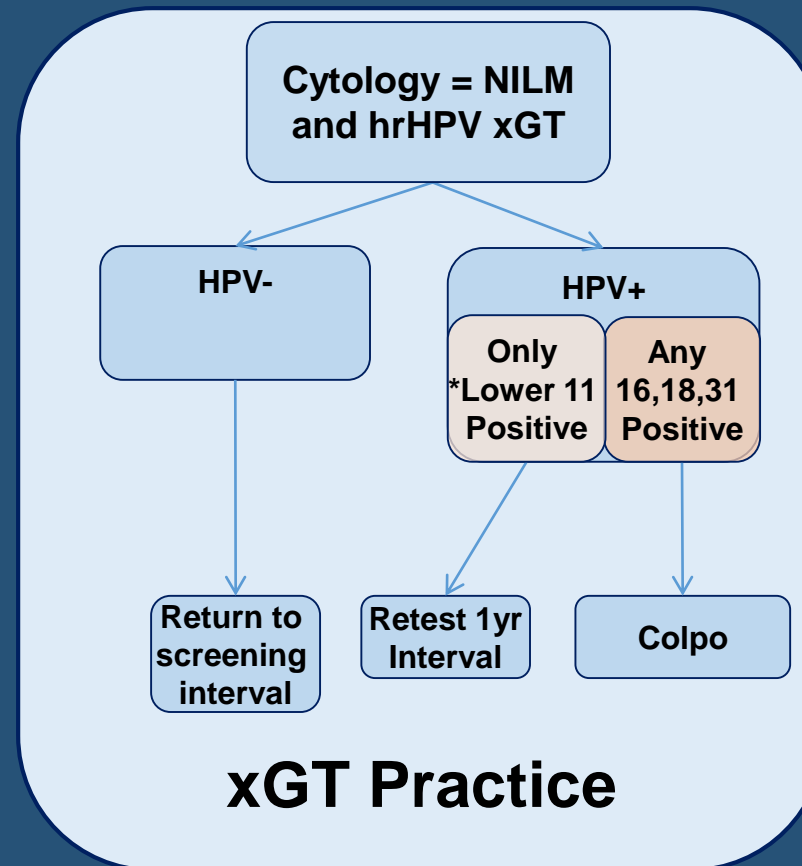 Cytology = NILM
and hrHPV xGT
HPV-
HPV+
Only
*Lower 11
Positive
Any
16,18,31
Positive
Return to
screening
interval
Retest 1yr
Interval
Colpo
xGT Practice